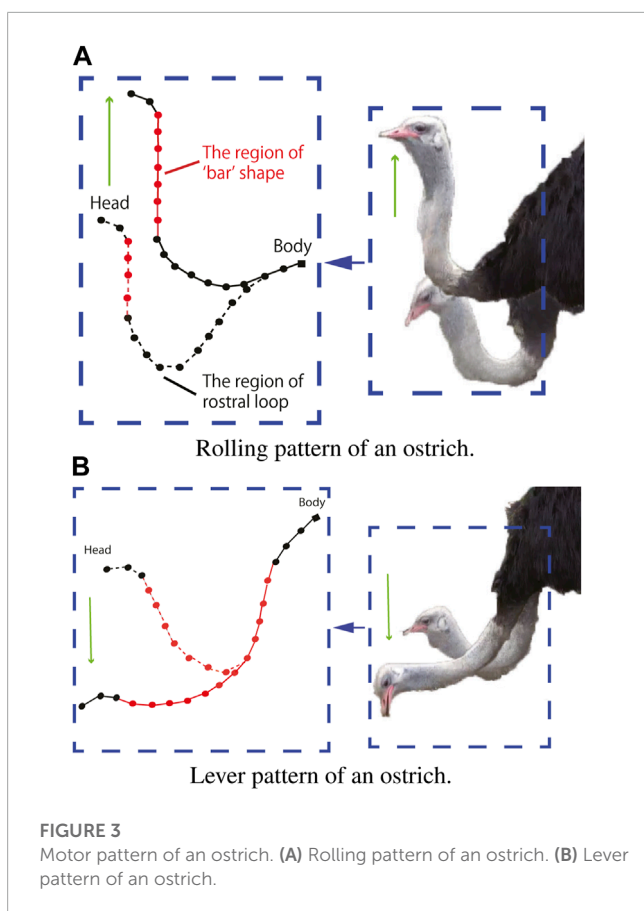 A
The region of
'bar' shape
Head
Body
The region of
rostral loop
Rolling pattern of an ostrich.
B
Body
Head
Lever pattern of an ostrich.
FIGURE 3
Motor pattern of an ostrich. (A) Rolling pattern of an ostrich. (B) Lever
pattern of an ostrich.